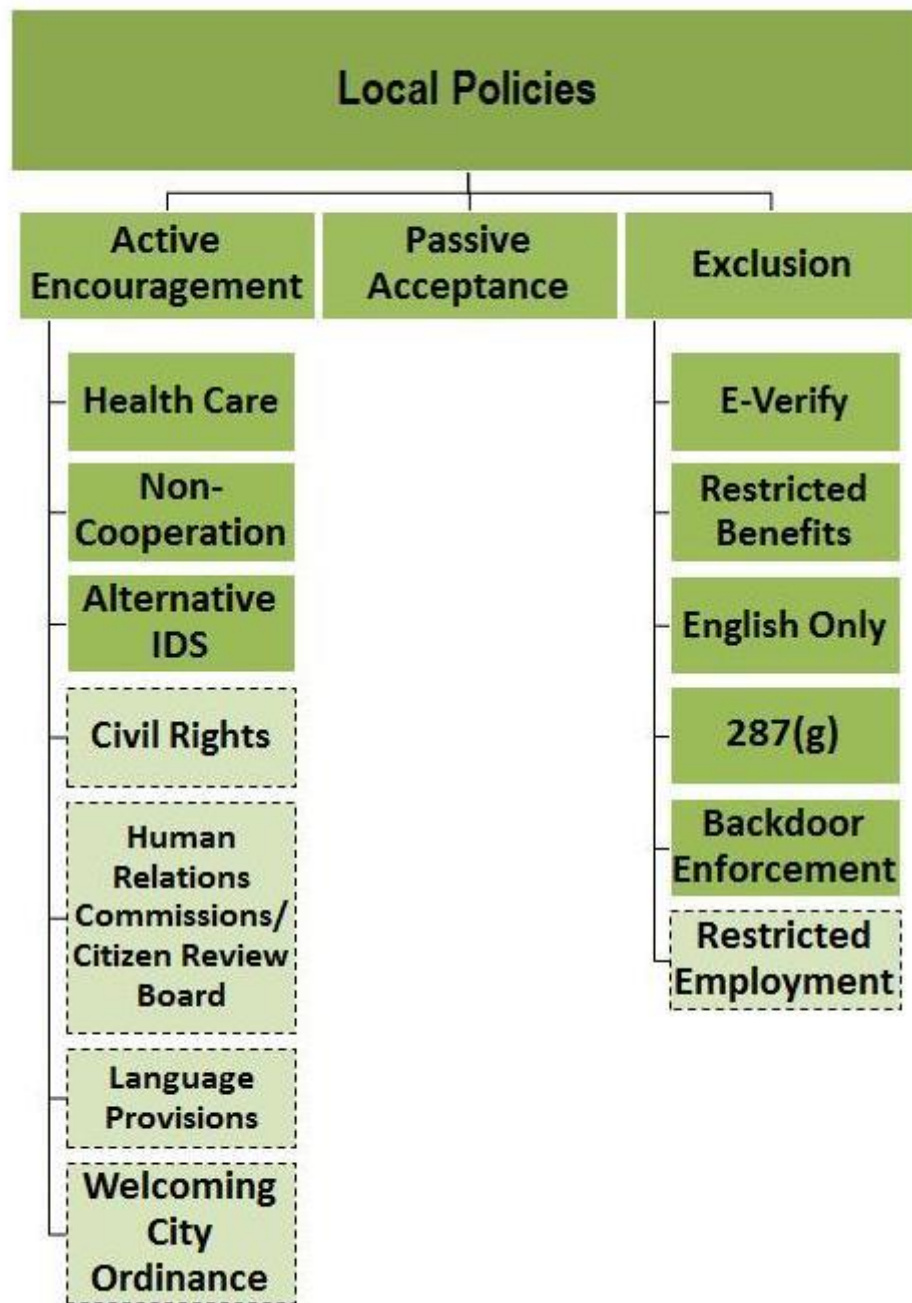 Local Policies
Active
Encouragement
Passive
Acceptance
Exclusion
Health Care
Non-
Cooperation
Alternative
IDS
Civil Rights
Human
Relations
Commissions/
Citizen Review
Board
Language
Provisions
Welcoming
City
Ordinance
E-Verify
Restricted
Benefits
English Only
287(g)
Backdoor
Enforcement
Restricted
Employment